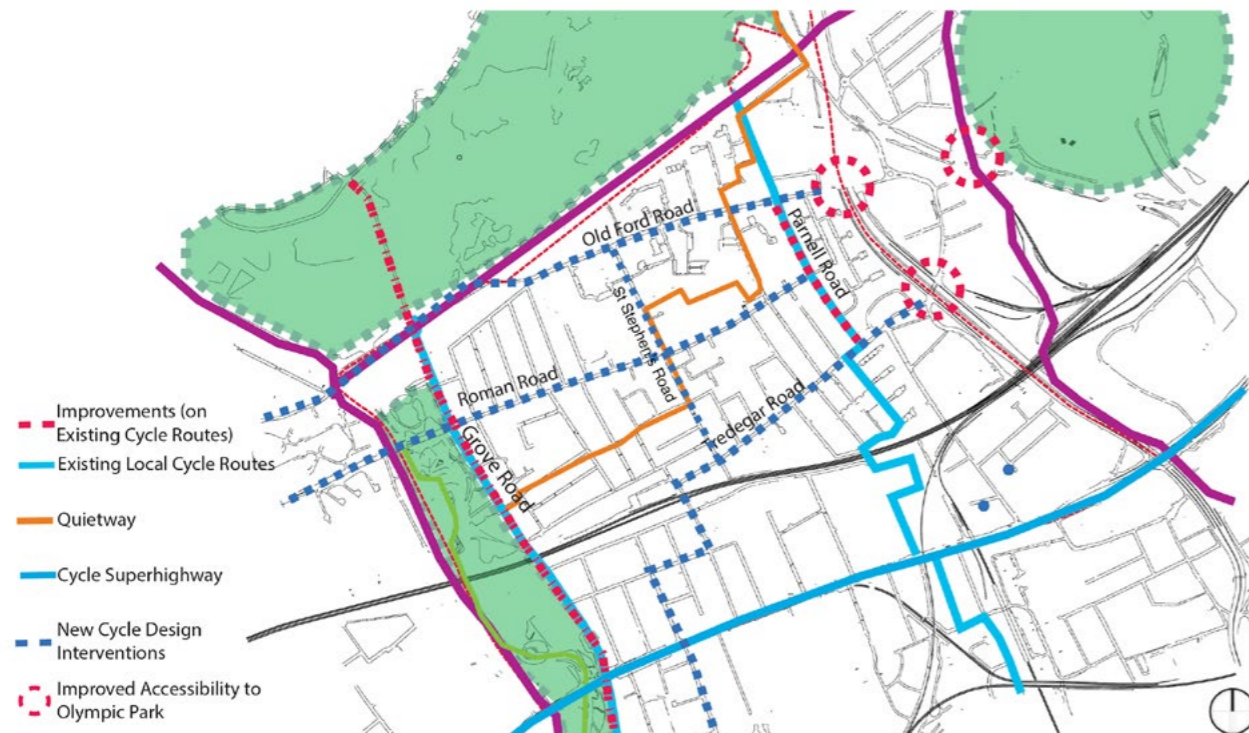 Old Ford Road
Parnell Road
St Stephen's Road
Roman Road
Grove Road
Tredegar Road
Improvements (on
Existing Cycle Routes)
Existing Local Cycle Routes
Quietway
Cycle Superhighway
New Cycle Design
Interventions
Improved Accessibility to
Olympic Park